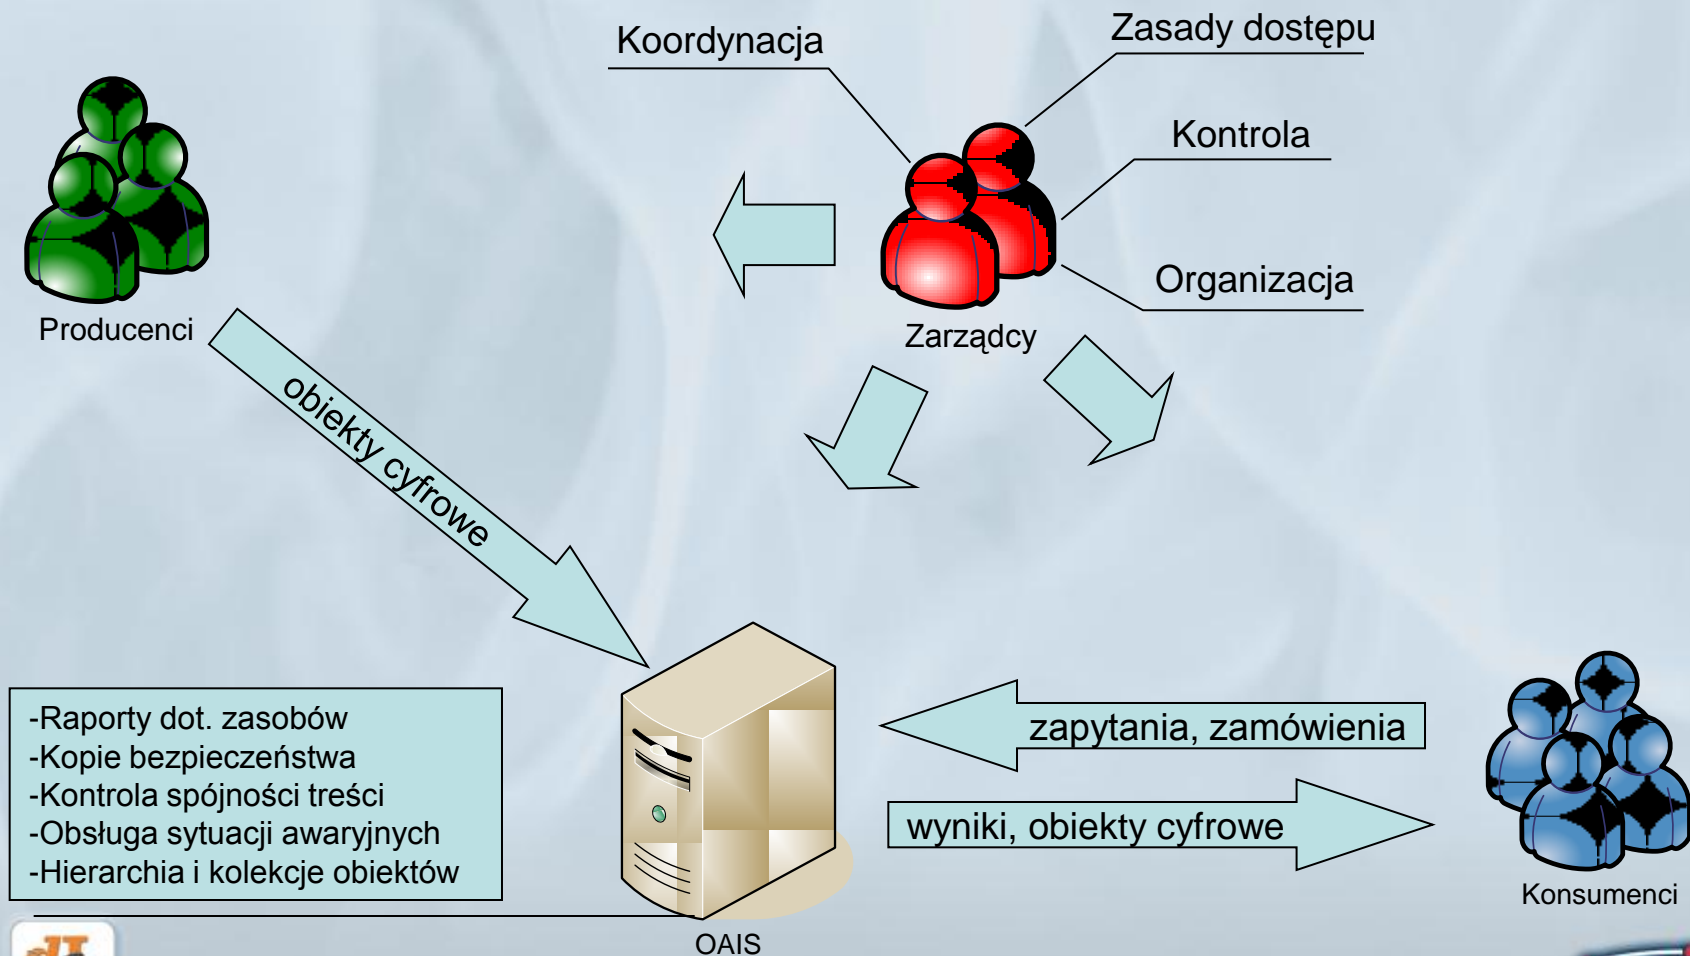 Koordynacja
Zasady dostępu
Kontrola
Organizacja
Producenci
Zarządcy
obiekty cyfrowe
-Raporty dot. zasobów
-Kopie bezpieczeństwa
-Kontrola spójności treści
-Obsługa sytuacji awaryjnych
-Hierarchia i kolekcje obiektów
zapytania, zamówienia
wyniki, obiekty cyfrowe
Konsumenci
OAIS